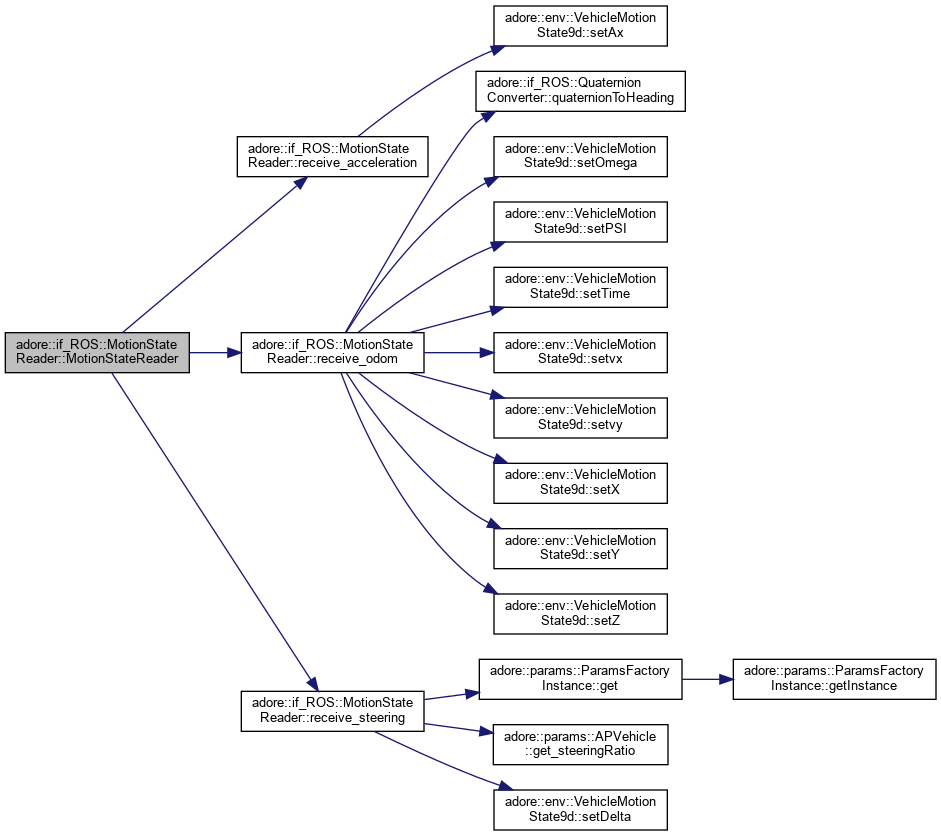 adore::env::VehicleMotion
State9d::setAx
adore::if_ROS::Quaternion
Converter::quaternionToHeading
adore::if_ROS::MotionState
Reader::receive_acceleration
adore::env::VehicleMotion
State9d::setOmega
adore::env::VehicleMotion
State9d::setPSI
adore::env::VehicleMotion
State9d::setTime
adore::if_ROS::MotionState
Reader::MotionStateReader
adore::if_ROS::MotionState
Reader::receive_odom
adore::env::VehicleMotion
State9d::setvx
adore::env::VehicleMotion
State9d::setvy
adore::env::VehicleMotion
State9d::setX
adore::env::VehicleMotion
State9d::setY
adore::env::VehicleMotion
State9d::setZ
adore::if_ROS::MotionState
Reader::receive_steering
adore::params::ParamsFactory
Instance::get
adore::params::ParamsFactory
Instance::getInstance
adore::params::APVehicle
::get_steeringRatio
adore::env::VehicleMotion
State9d::setDelta